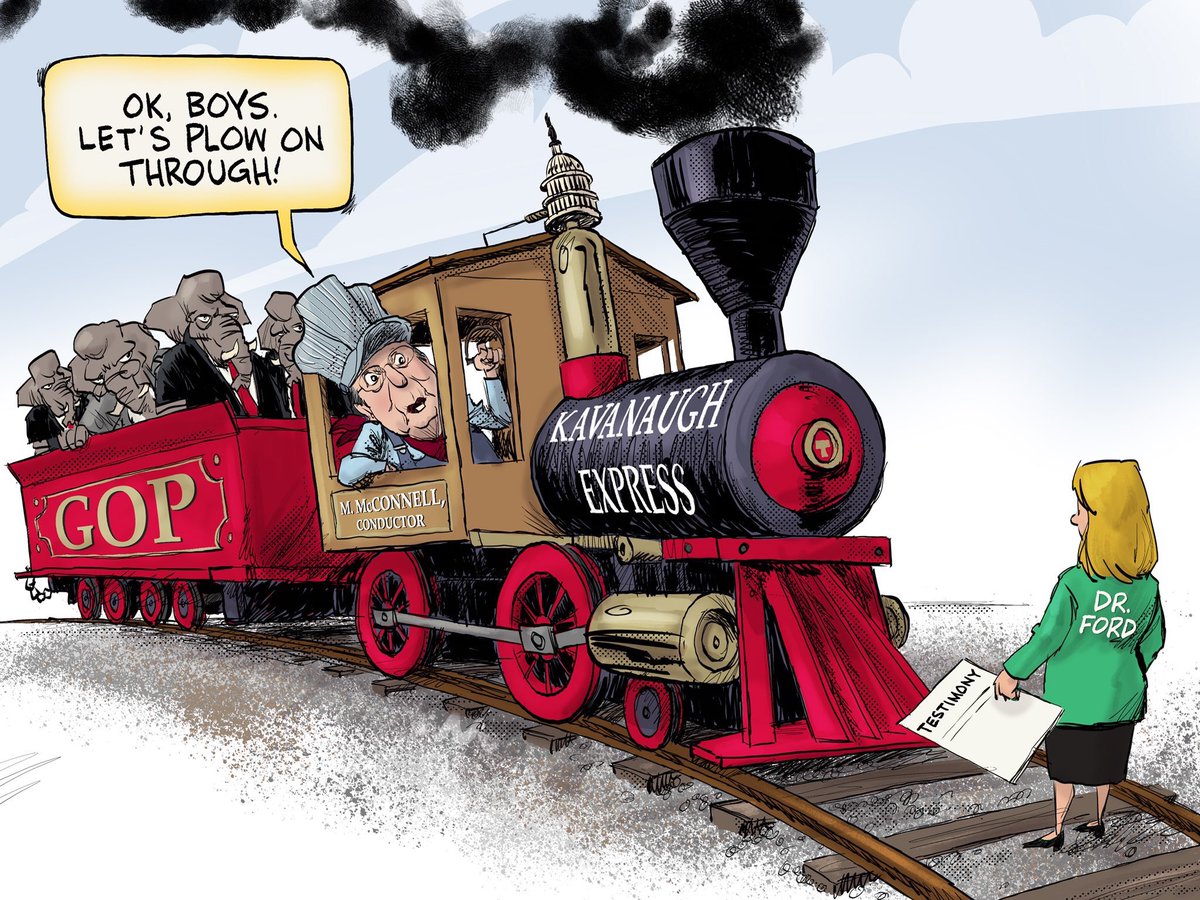 OK, BOYS.
LET'S PLOW ON
THROUGH!
GOP
M. McCONNELL,
CONDUCTOR
KAVANAUGH
EXPRESS
T
DR.
FORD
TESTIMONY